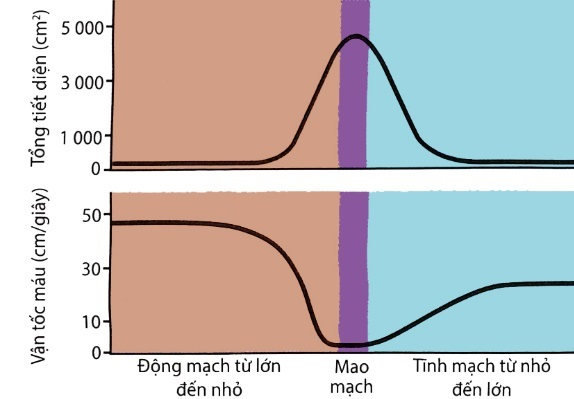 Tổng tiết diện (cm²)
5 000
3 000
1 000
0
Vận tốc máu (cm/giây)
50
30
10
0
Động mạch từ lớn
đến nhỏ
Mao
mạch
Tĩnh mạch từ nhỏ
đến lớn